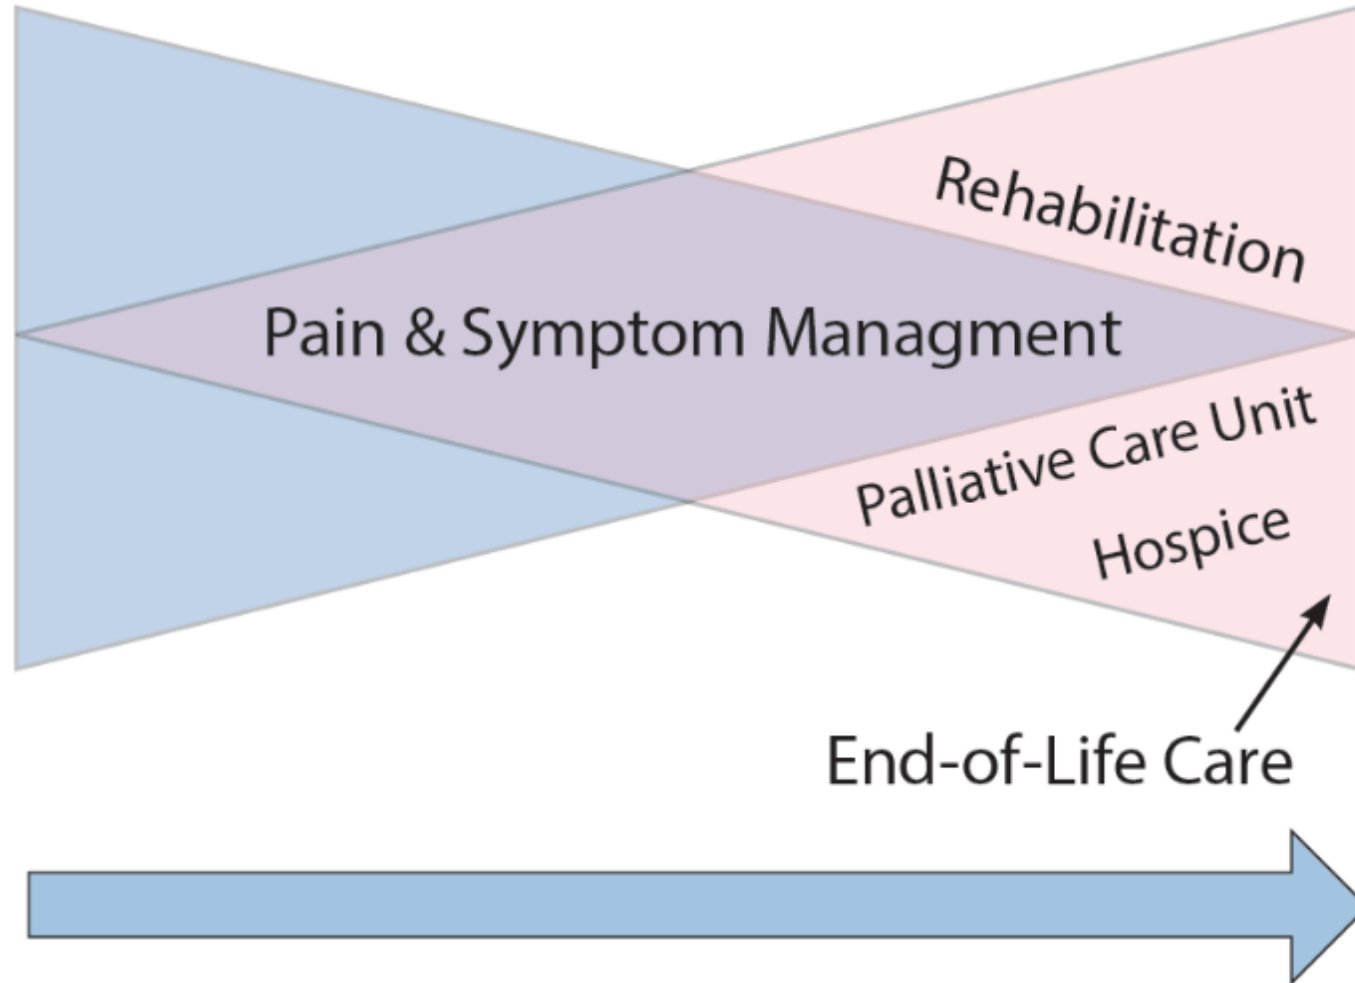 Rehabilitation
Pain & Symptom Managment
Palliative Care Unit
Hospice
End-of-Life Care